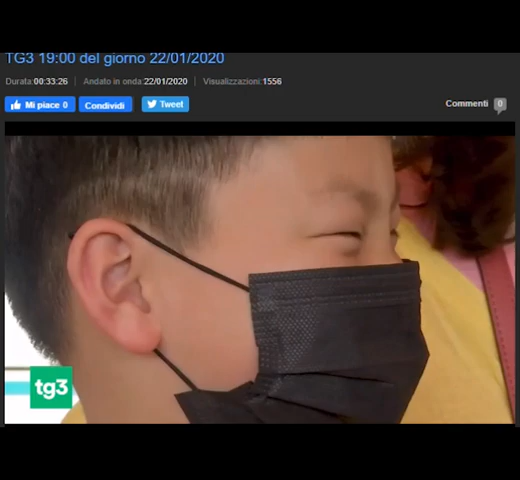 TG3 19:00 del giorno 22/01/2020
Durata:00:33:26 | Andato in onda:22/01/2020 | Visualizzazioni:1556
Mi piace 0 Condividi Tweet Commenti 0
tg3